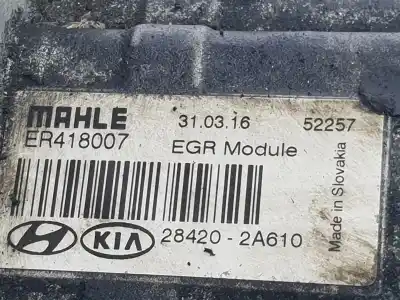 MAHLE 31.03.16 52257
ER418007 EGR Module
KIA 28420-2A610
Made in Slovakia